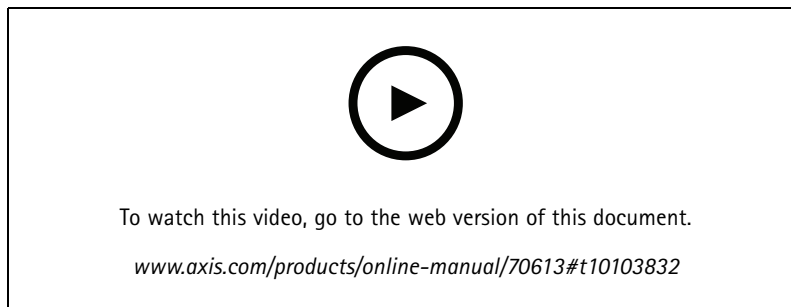 To watch this video, go to the web version of this document.
www.axis.com/products/online-manual/70613#t10103832